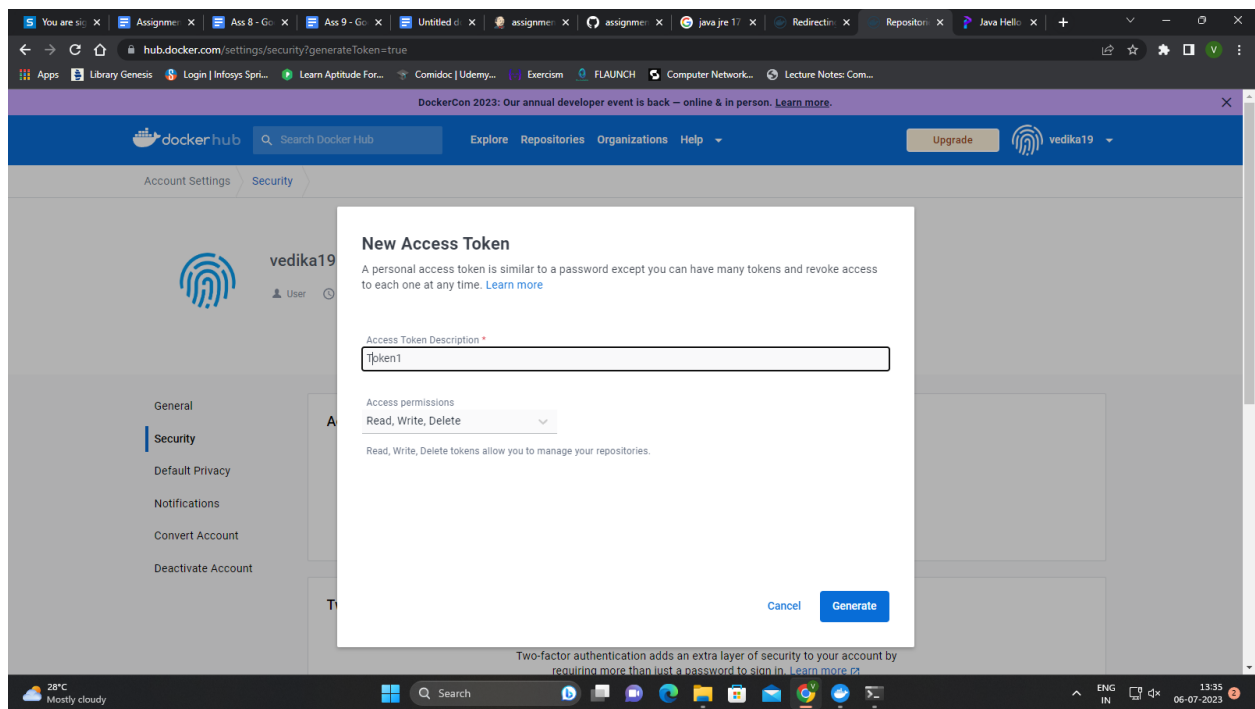 You are sig
Assignmen
Ass 8 - Go
Ass 9 - Go
Untitled d
assignmen
assignmen
java jre 17
Redirectin
Repositori
Java Hello
hub.docker.com/settings/security?generateToken=true
Apps Library Genesis Login | Infosys Spri... Learn Aptitude For... Comidoc | Udemy... Exercism FLAUNCH Computer Network... Lecture Notes: Com...
DockerCon 2023: Our annual developer event is back — online & in person. Learn more.
docker hub Search Docker Hub Explore Repositories Organizations Help Upgrade vedika19
Account Settings Security
New Access Token
vedika19
A personal access token is similar to a password except you can have many tokens and revoke access
to each one at any time. Learn more
User
Access Token Description *
Token1
Access permissions
Read, Write, Delete
Read, Write, Delete tokens allow you to manage your repositories.
General
Security
Default Privacy
Notifications
Convert Account
Deactivate Account
Cancel Generate
Two-factor authentication adds an extra layer of security to your account by
requiring more than just a password to sign in. Learn more
28°C
Mostly cloudy
Search
ENG
IN
13:35
06-07-2023
2